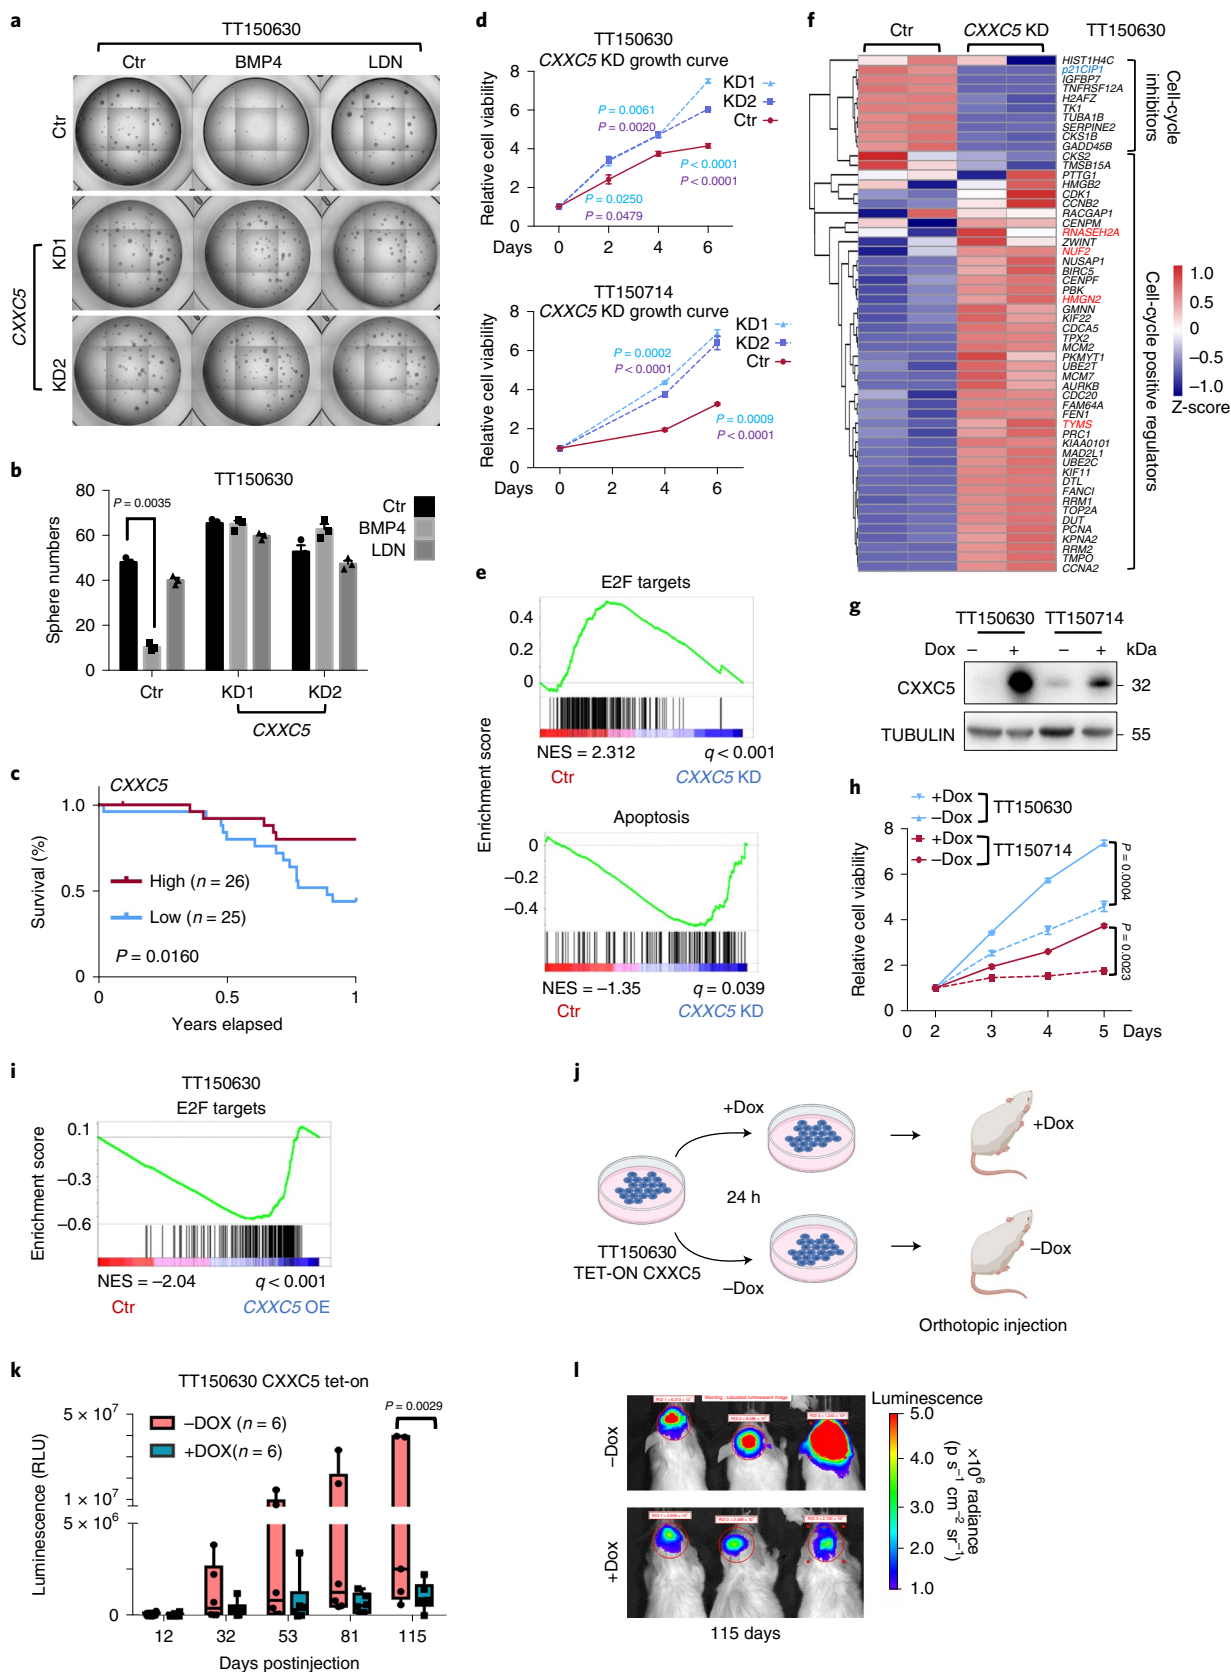 a
TT150630
Ctr
BMP4
LDN
Ctr
KD1
KD2
CXXC5
b
TT150630
P = 0.0035
Ctr
BMP4
LDN
Sphere numbers
80
60
40
20
0
Ctr
KD1
KD2
CXXC5
c
CXXC5
Survival (%)
1.0
0.5
0
High (n = 26)
Low (n = 25)
P = 0.0160
0
0.5
1
Years elapsed
d
TT150630
CXXC5 KD growth curve
Relative cell viability
8
6
4
2
0
KD1
KD2
Ctr
P = 0.0061
P = 0.0020
P < 0.0001
P < 0.0001
P = 0.0250
P = 0.0479
Days
0
2
4
6
TT150714
CXXC5 KD growth curve
Relative cell viability
8
6
4
2
0
KD1
KD2
Ctr
P = 0.0002
P < 0.0001
P = 0.0009
P < 0.0001
Days
0
2
4
6
e
Enrichment score
E2F targets
0.4
0.2
0
NES = 2.312
q < 0.001
Ctr
CXXC5 KD
Apoptosis
0
–0.2
–0.4
NES = –1.35
q = 0.039
Ctr
CXXC5 KD
f
Ctr
CXXC5 KD
TT150630
HIST1H4C
p21CIP1
IGFBP7
TNFRSF12A
H2AFZ
TK1
TUBA1B
SERPINE2
CKS1B
GADD45B
CKS2
TMSB15A
PTTG1
HMGB2
CDK1
CCNB2
RACGAP1
CENPM
RNASEH2A
ZWINT
NUF2
NUSAP1
BIRC5
CENPF
PBK
HMGN2
GMNN
KIF22
CDCA5
TPX2
MCM2
PKMYT1
UBE2T
MCM7
AURKB
CDC20
FAM64A
FEN1
TYMS
PRC1
KIAA0101
MAD2L1
UBE2C
KIF11
DTL
FANCI
RRM1
TOP2A
DUT
PCNA
KPNA2
RRM2
TMPO
CCNA2
Cell-cycle inhibitors
Cell-cycle positive regulators
1.0
0.5
0
–0.5
–1.0
Z-score
g
TT150630
TT150714
Dox
–
+
–
+
kDa
CXXC5
32
TUBULIN
55
h
+Dox
–Dox
TT150630
+Dox
–Dox
TT150714
Relative cell viability
10
8
6
4
2
0
P = 0.0004
P = 0.0023
0
2
3
4
5
Days
i
TT150630
E2F targets
Enrichment score
0.1
–0.3
–0.6
NES = –2.04
q < 0.001
Ctr
CXXC5 OE
j
+Dox
+Dox
24 h
TT150630
TET-ON CXXC5
–Dox
–Dox
Orthotopic injection
k
TT150630 CXXC5 tet-on
Luminescence (RLU)
5 × 10⁷
1 × 10⁷
5 × 10⁶
0
–DOX (n = 6)
+DOX(n = 6)
P = 0.0029
12
32
53
81
115
Days postinjection
l
Warning : saturated luminescent image
–Dox
+Dox
115 days
Luminescence
5.0
4.0
3.0
2.0
1.0
×10⁶ radiance
(p s⁻¹ cm⁻² sr⁻¹)